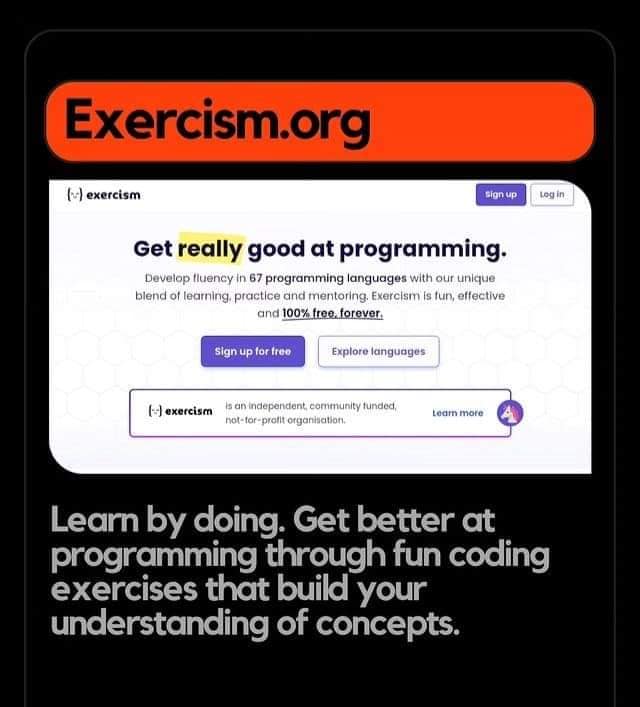 Exercism.org
{·‿·} exercism
Sign up
Log in
Get really good at programming.
Develop fluency in 67 programming languages with our unique
blend of learning, practice and mentoring. Exercism is fun, effective
and 100% free, forever.
Sign up for free
Explore languages
{·‿·} exercism
is an independent, community funded,
not-for-profit organisation.
Learn more
Learn by doing. Get better at
programming through fun coding
exercises that build your
understanding of concepts.